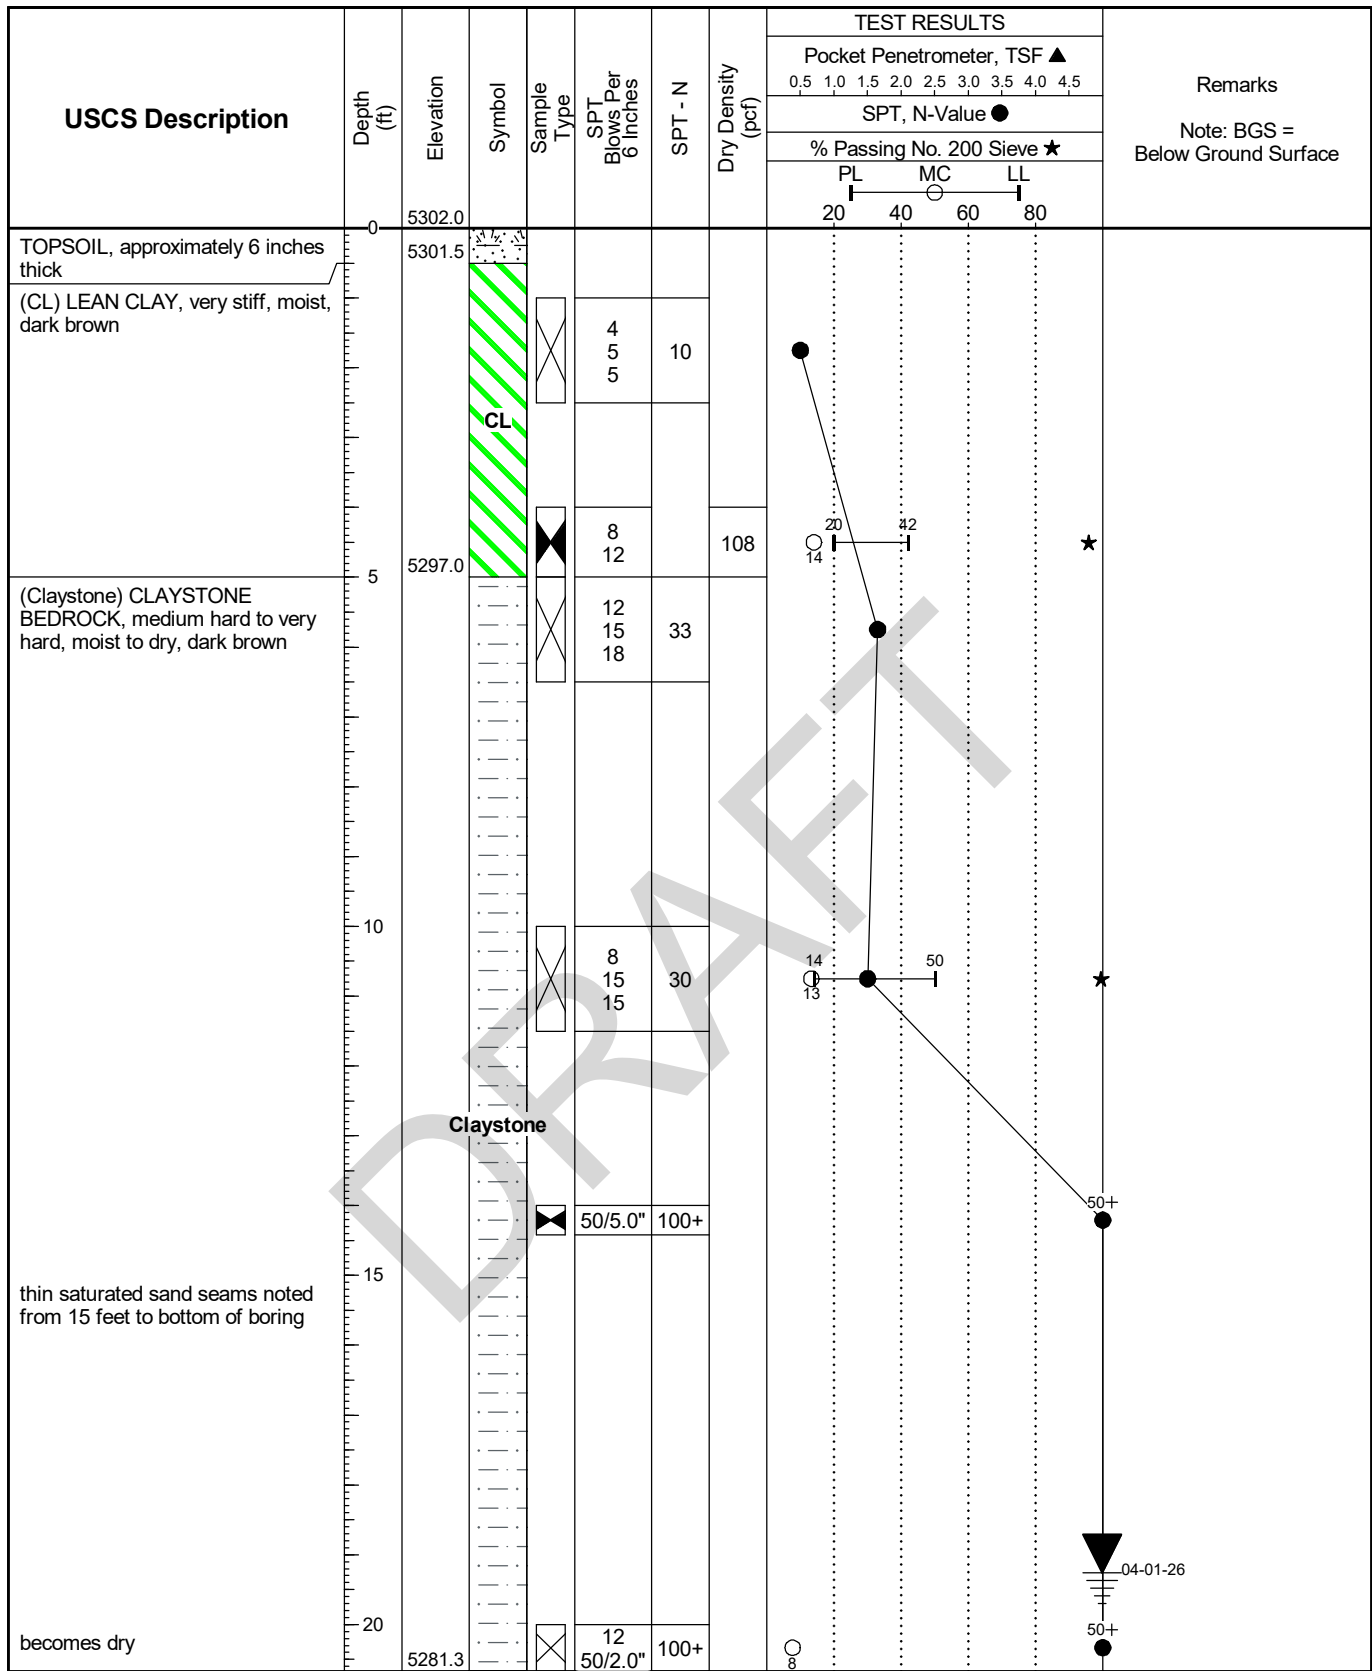 USCS Description
Depth
(ft)
Elevation
Symbol
Sample
Type
SPT
Blows Per
6 Inches
SPT - N
Dry Density
(pcf)
TEST RESULTS
Pocket Penetrometer, TSF ▲
0.5 1.0 1.5 2.0 2.5 3.0 3.5 4.0 4.5
SPT, N-Value ●
% Passing No. 200 Sieve ★
PL MC LL
20 40 60 80
Remarks
Note: BGS =
Below Ground Surface
0
5302.0
TOPSOIL, approximately 6 inches
thick
5301.5
(CL) LEAN CLAY, very stiff, moist,
dark brown
4
5
5
10
CL
8
12
108
20 42
14
5297.0
5
(Claystone) CLAYSTONE
BEDROCK, medium hard to very
hard, moist to dry, dark brown
12
15
18
33
10
8
15
15
30
14 50
13
Claystone
50/5.0" 100+
50+
15
thin saturated sand seams noted
from 15 feet to bottom of boring
04-01-26
20
becomes dry
5281.3
12
50/2.0"
100+
50+
8
DRAFT